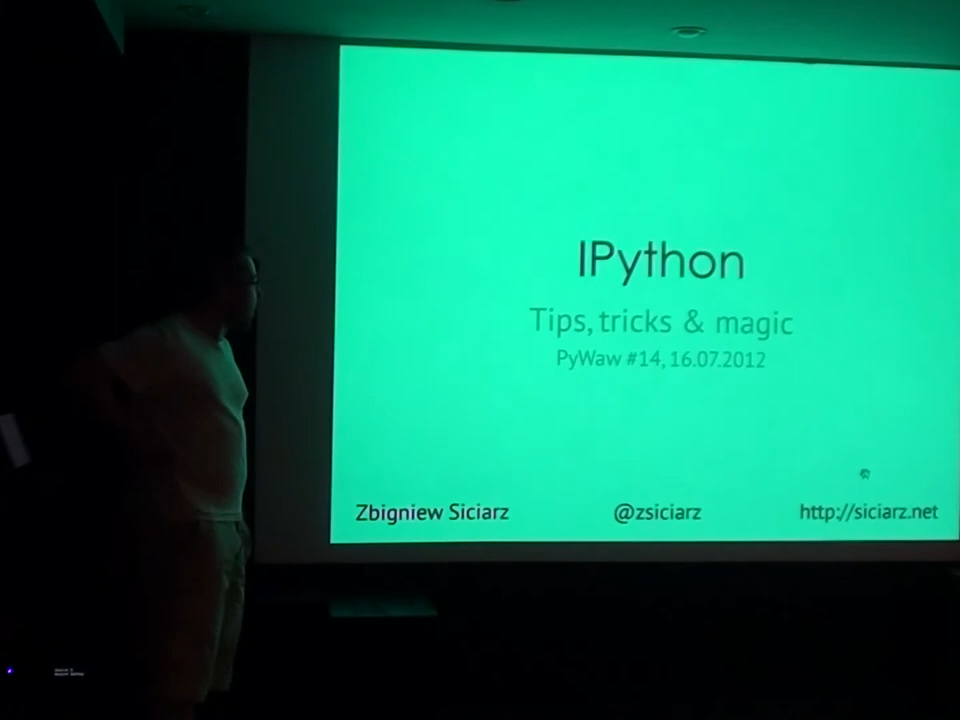 IPython
Tips, tricks & magic
PyWaw #14, 16.07.2012
Zbigniew Siciarz @zsiciarz http://siciarz.net